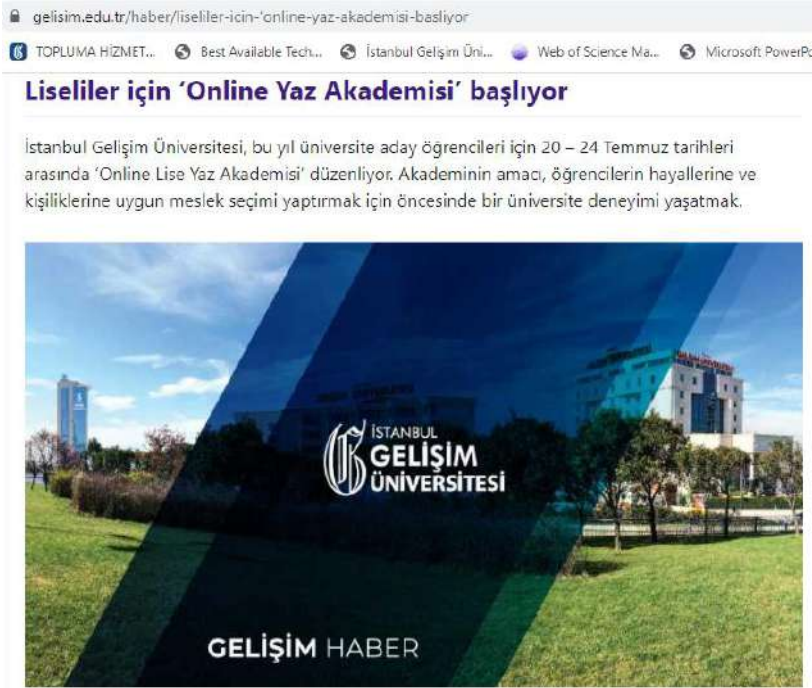 gelisim.edu.tr/haber/liseliler-icin-'online-yaz-akademisi-basliyor
TOPLUMA HİZMET... Best Available Tech... İstanbul Gelişim Üni... Web of Science Ma... Microsoft PowerPo
Liseliler için ‘Online Yaz Akademisi’ başlıyor
İstanbul Gelişim Üniversitesi, bu yıl üniversite aday öğrencileri için 20 – 24 Temmuz tarihleri
arasında ‘Online Lise Yaz Akademisi’ düzenliyor. Akademinin amacı, öğrencilerin hayallerine ve
kişiliklerine uygun meslek seçimi yaptırmak için öncesinde bir üniversite deneyimi yaşatmak.
İSTANBUL
GELİŞİM
ÜNİVERSİTESİ
GELİŞİM HABER